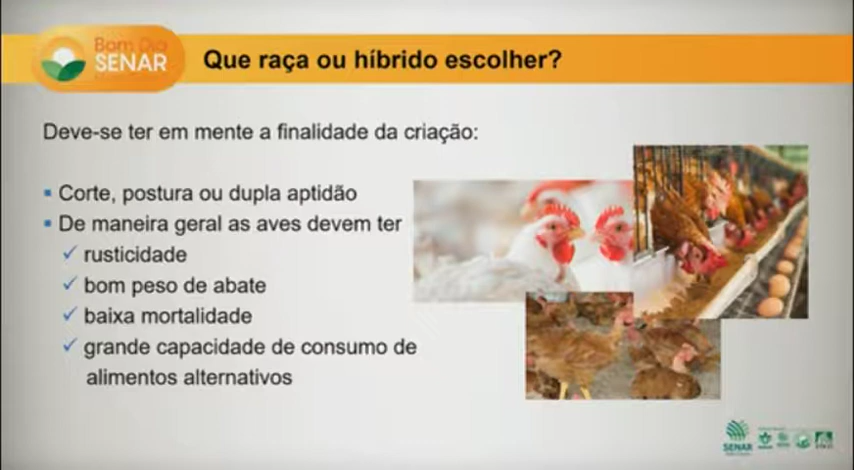 Bom Dia
SENAR
Que raça ou híbrido escolher?
Deve-se ter em mente a finalidade da criação:
▪ Corte, postura ou dupla aptidão
▪ De maneira geral as aves devem ter
✓ rusticidade
✓ bom peso de abate
✓ baixa mortalidade
✓ grande capacidade de consumo de
alimentos alternativos
SENAR